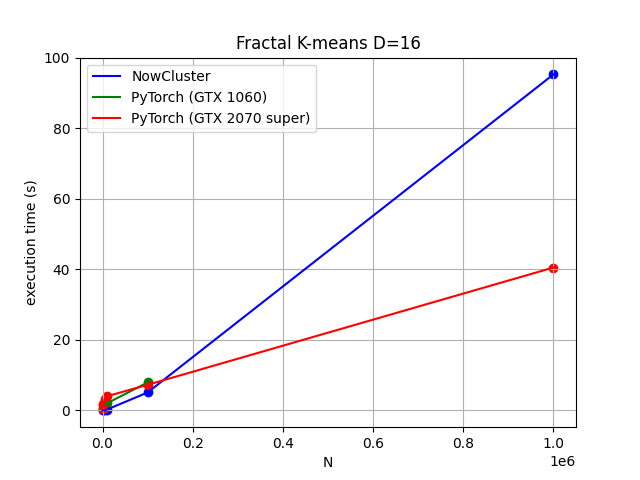 Fractal K-means D=16
NowCluster
PyTorch (GTX 1060)
PyTorch (GTX 2070 super)
execution time (s)
100
80
60
40
20
0
0.0 0.2 0.4 0.6 0.8 1.0
1e6
N